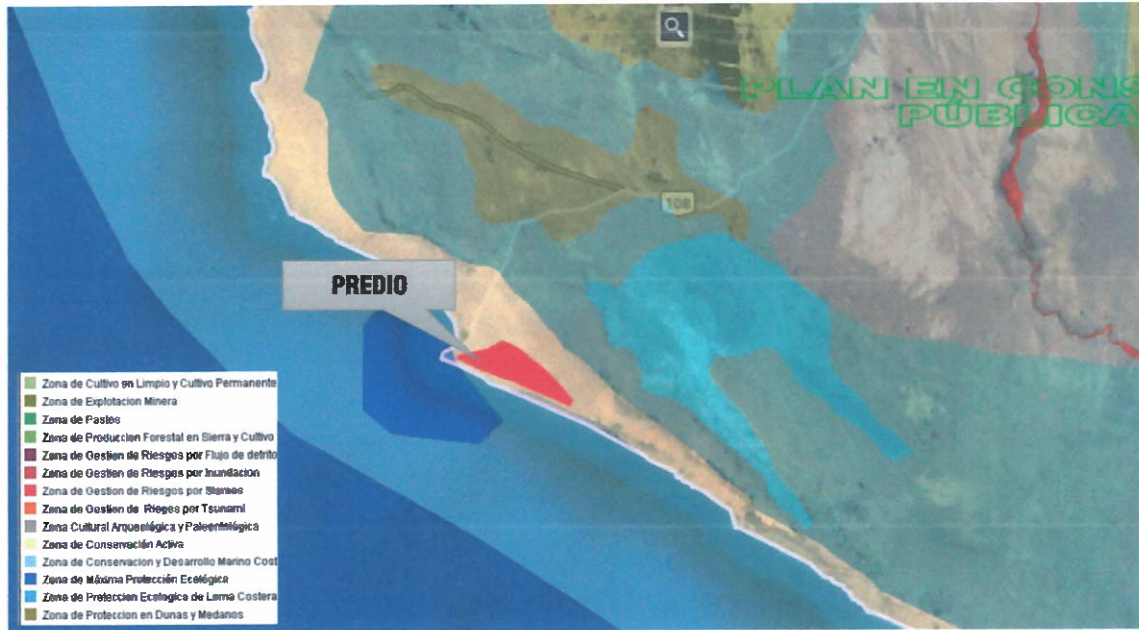 PLAN EN CONS
PÚBLICA
108
PREDIO
Zona de Cultivo en Limpio y Cultivo Permanente
Zona de Explotacion Minera
Zona de Pastos
Zona de Produccion Forestal en Sierra y Cultivo
Zona de Gestion de Riesgos por Flujo de detrito
Zona de Gestion de Riesgos por Inundación
Zona de Gestion de Riesgos por Sismos
Zona de Gestion de Riegos por Tsunami
Zona Cultural Arqueológica y Paleontológica
Zona de Conservación Activa
Zona de Conservacion y Desarrollo Marino Cost
Zona de Máxima Protección Ecológica
Zona de Proteccion Ecologica de Loma Costera
Zona de Proteccion en Dunas y Medanos